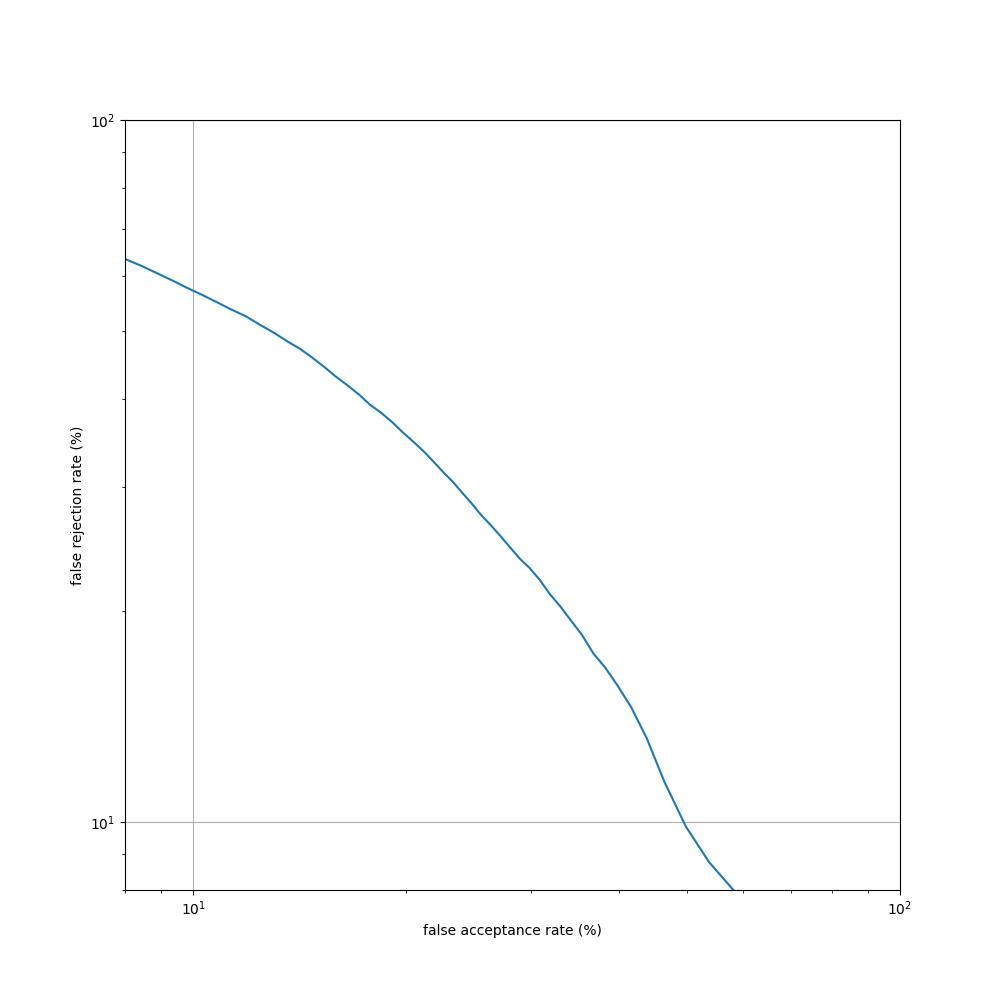 10²
false rejection rate (%)
10¹
10¹
10²
false acceptance rate (%)